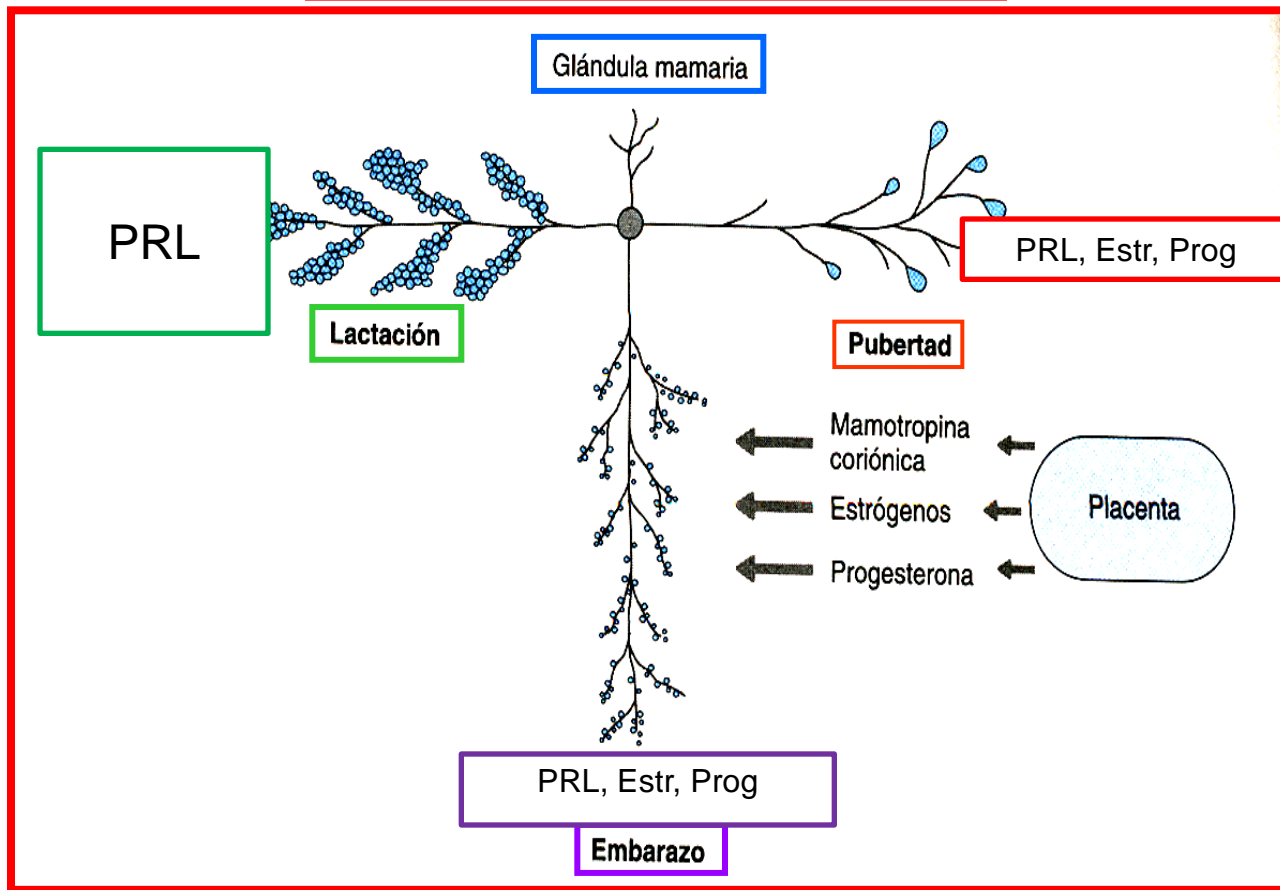 Glándula mamaria
PRL
PRL, Estr, Prog
Lactación
Pubertad
Mamotropina
coriónica
Estrógenos
Progesterona
Placenta
PRL, Estr, Prog
Embarazo